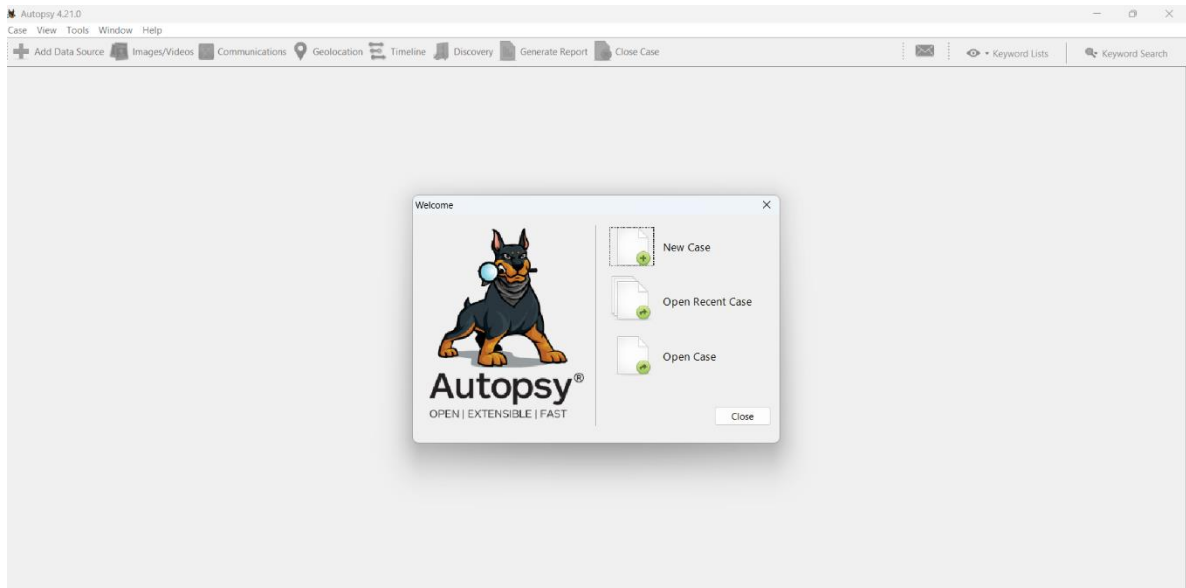 Autopsy 4.21.0
Case View Tools Window Help
Add Data Source Images/Videos Communications Geolocation Timeline Discovery Generate Report Close Case Keyword Lists Keyword Search
Welcome
New Case
Open Recent Case
Open Case
Autopsy®
OPEN | EXTENSIBLE | FAST
Close